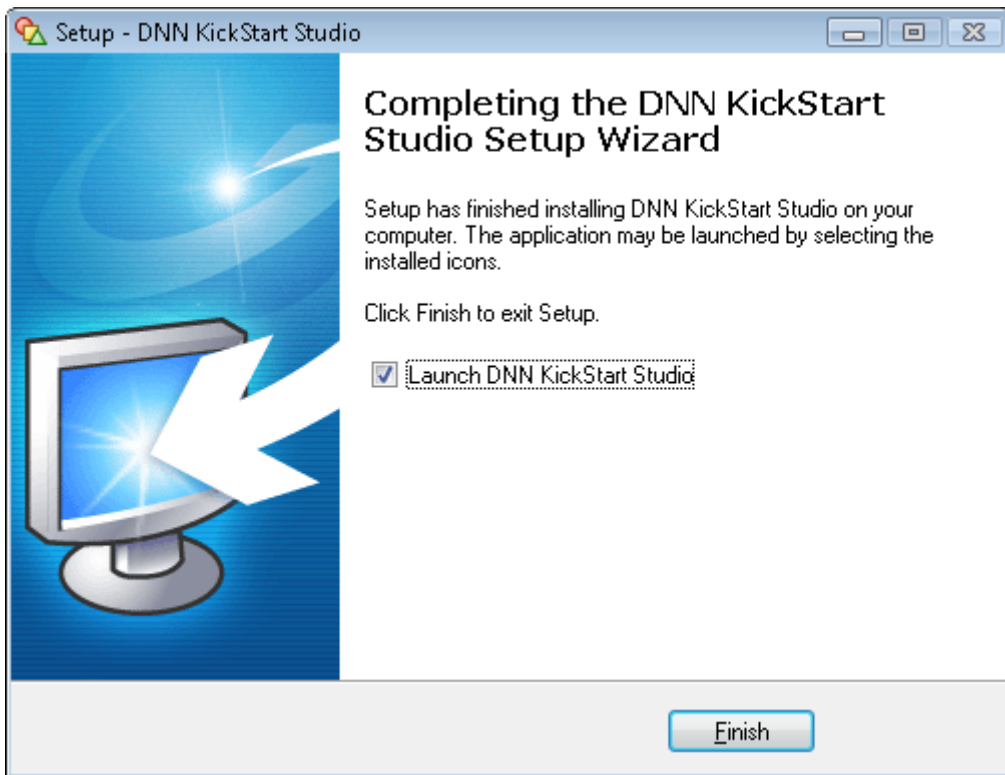 Setup - DNN KickStart Studio
Completing the DNN KickStart
Studio Setup Wizard
Setup has finished installing DNN KickStart Studio on your
computer. The application may be launched by selecting the
installed icons.
Click Finish to exit Setup.
Launch DNN KickStart Studio
Finish